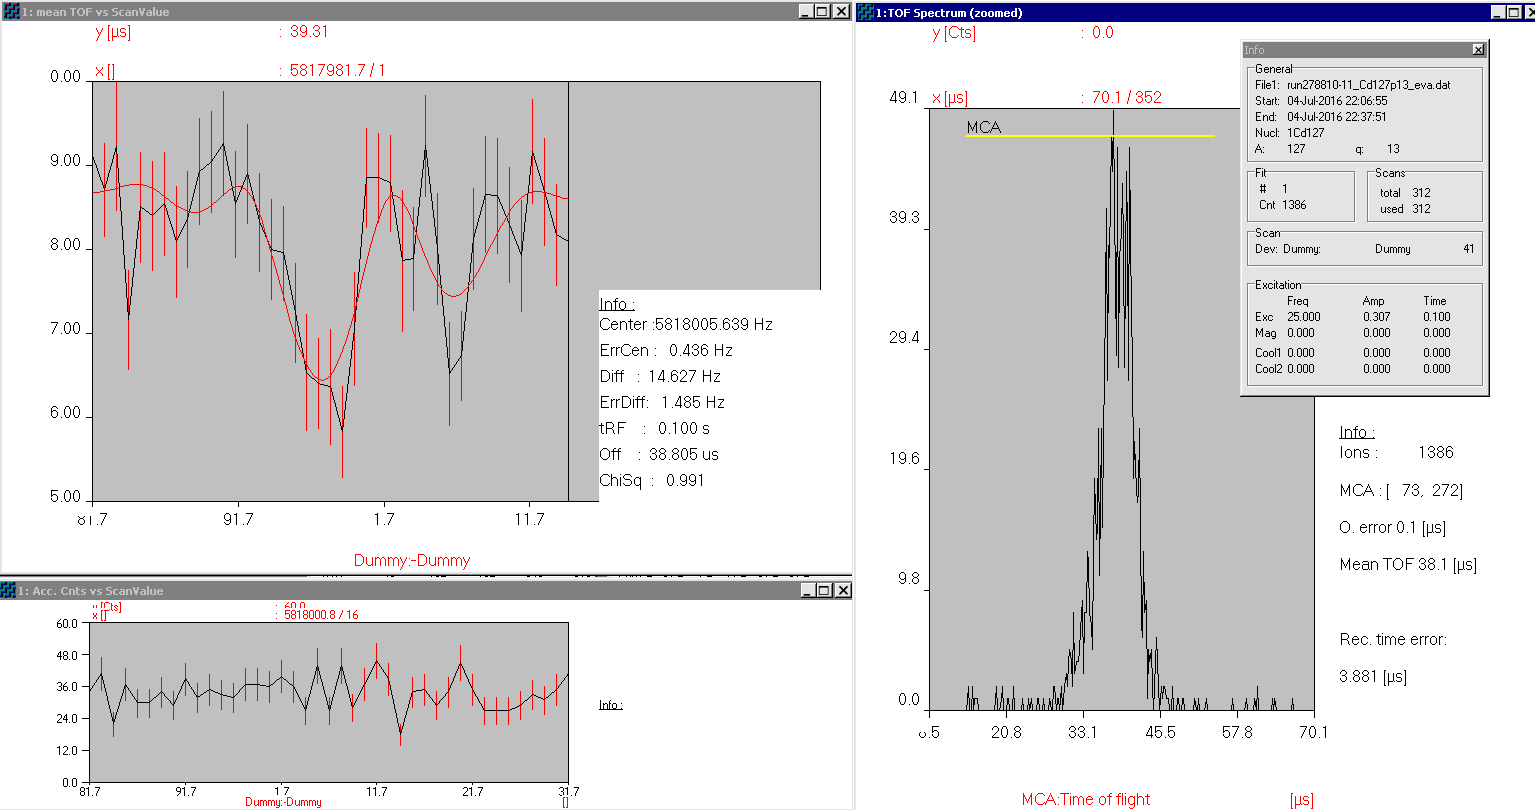 1: mean TOF vs ScanValue
y [µs] : 39.31
x [] : 5817981.7 / 1
0.00
9.00
8.00
7.00
6.00
5.00
81.7 91.7 1.7 11.7
Dummy:-Dummy
Info :
Center :5818005.639 Hz
ErrCen : 0.436 Hz
Diff : 14.627 Hz
ErrDiff: 1.485 Hz
tRF : 0.100 s
Off : 38.805 us
ChiSq : 0.991
1: Acc. Cnts vs ScanValue
y [Cts] : 60.0
x [] : 5818000.8 / 16
60.0
48.0
36.0
24.0
12.0
0.0
81.7 91.7 1.7 11.7 21.7 31.7
Dummy:-Dummy []
Info :
1:TOF Spectrum (zoomed)
y [Cts] : 0.0
x [µs] : 70.1 / 352
MCA
49.1
39.3
29.4
19.6
9.8
0.0
8.5 20.8 33.1 45.5 57.8 70.1
MCA:Time of flight [µs]
Info
General
File1: run278810-11_Cd127p13_eva.dat
Start: 04-Jul-2016 22:06:55
End: 04-Jul-2016 22:37:51
Nucl: 1Cd127
A: 127 q: 13
Fit
# 1
Cnt 1386
Scans
total 312
used 312
Scan
Dev: Dummy: Dummy 41
Excitation
Freq Amp Time
Exc 25.000 0.307 0.100
Mag 0.000 0.000 0.000
Cool1 0.000 0.000 0.000
Cool2 0.000 0.000 0.000
Info :
Ions : 1386
MCA : [ 73, 272]
O. error 0.1 [µs]
Mean TOF 38.1 [µs]
Rec. time error:
3.881 [µs]